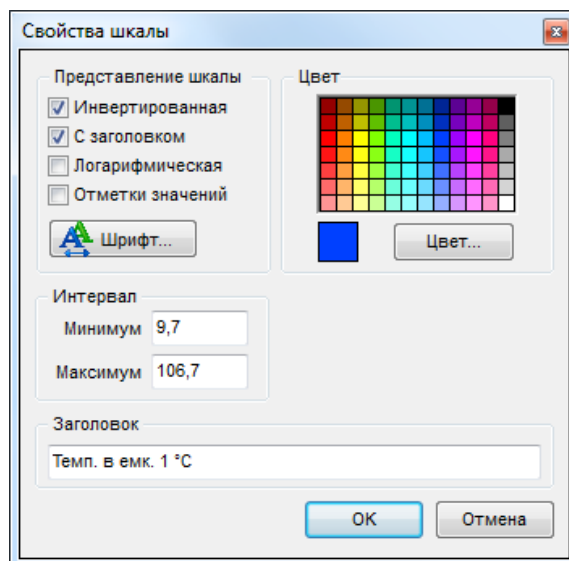 Свойства шкалы
Представление шкалы
Инвертированная
С заголовком
Логарифмическая
Отметки значений
Шрифт...
Цвет
Цвет...
Интервал
Минимум 9,7
Максимум 106,7
Заголовок
Темп. в емк. 1 °C
OK
Отмена